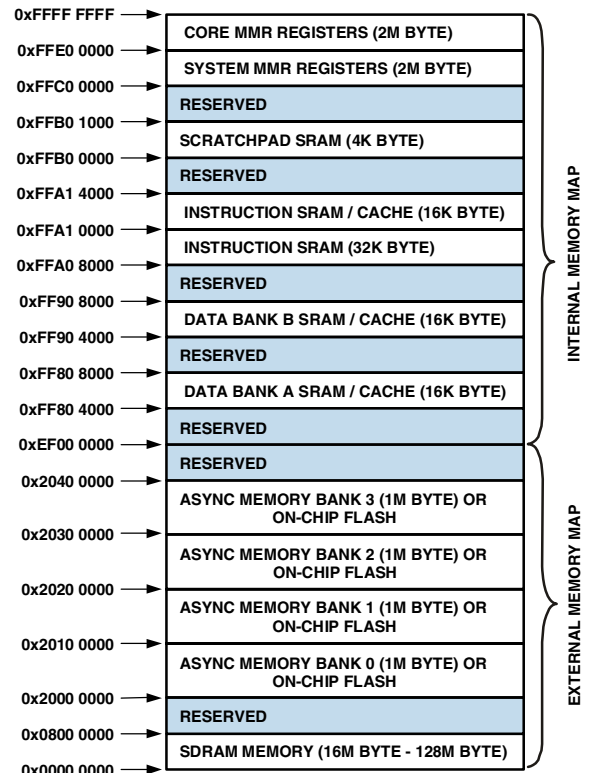 0xFFFF FFFF
CORE MMR REGISTERS (2M BYTE)
0xFFE0 0000
SYSTEM MMR REGISTERS (2M BYTE)
0xFFC0 0000
RESERVED
0xFFB0 1000
SCRATCHPAD SRAM (4K BYTE)
0xFFB0 0000
RESERVED
0xFFA1 4000
INSTRUCTION SRAM / CACHE (16K BYTE)
0xFFA1 0000
INSTRUCTION SRAM (32K BYTE)
0xFFA0 8000
RESERVED
0xFF90 8000
DATA BANK B SRAM / CACHE (16K BYTE)
0xFF90 4000
RESERVED
0xFF80 8000
DATA BANK A SRAM / CACHE (16K BYTE)
0xFF80 4000
RESERVED
0xEF00 0000
RESERVED
0x2040 0000
ASYNC MEMORY BANK 3 (1M BYTE) OR
ON-CHIP FLASH
0x2030 0000
ASYNC MEMORY BANK 2 (1M BYTE) OR
ON-CHIP FLASH
0x2020 0000
ASYNC MEMORY BANK 1 (1M BYTE) OR
ON-CHIP FLASH
0x2010 0000
ASYNC MEMORY BANK 0 (1M BYTE) OR
ON-CHIP FLASH
0x2000 0000
RESERVED
0x0800 0000
SDRAM MEMORY (16M BYTE - 128M BYTE)
0x0000 0000
INTERNAL MEMORY MAP
EXTERNAL MEMORY MAP